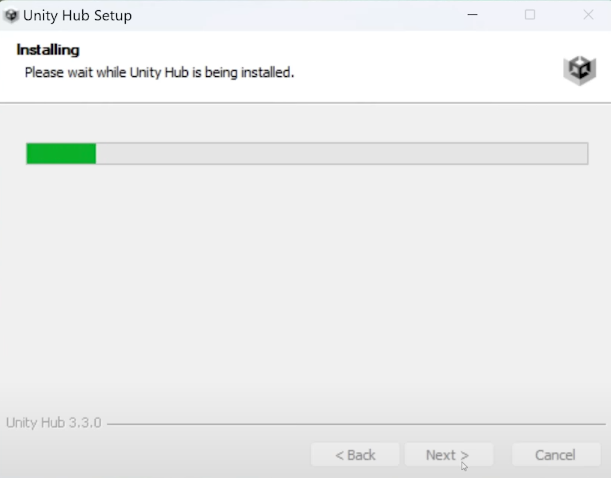 Unity Hub Setup
Installing
Please wait while Unity Hub is being installed.
Unity Hub 3.3.0
< Back
Next >
Cancel